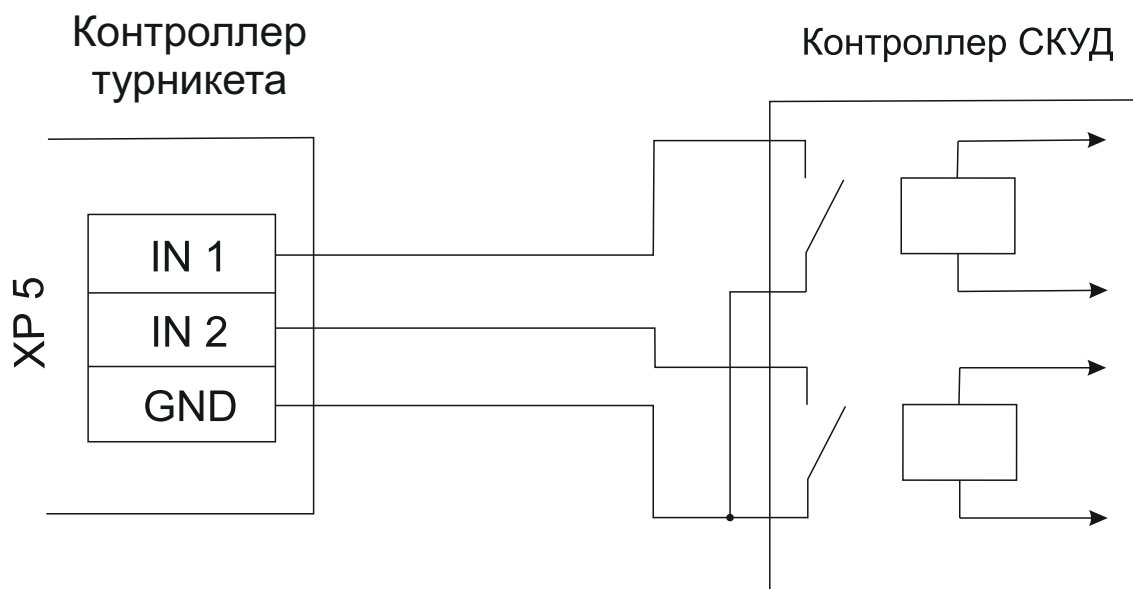 Контроллер
турникета
Контроллер СКУД
XP 5
IN 1
IN 2
GND